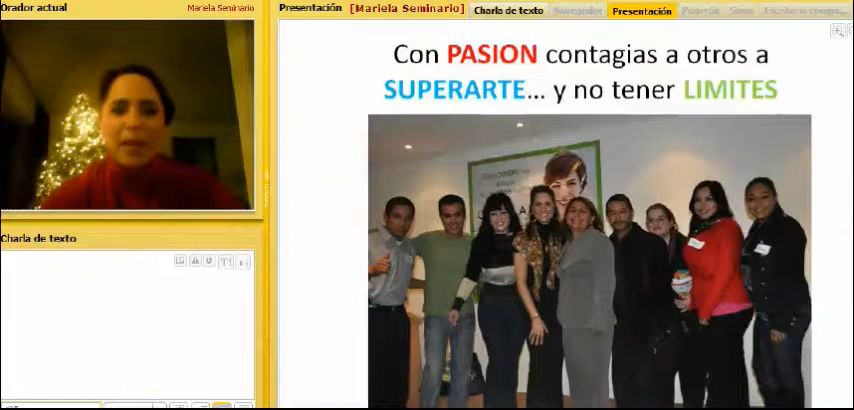 Orador actual
Mariela Seminario
Presentación
[Mariela Seminario]
Charla de texto
Navegador
Presentación
Charla de texto
Con PASION contagias a otros a
SUPERARTE... y no tener LIMITES